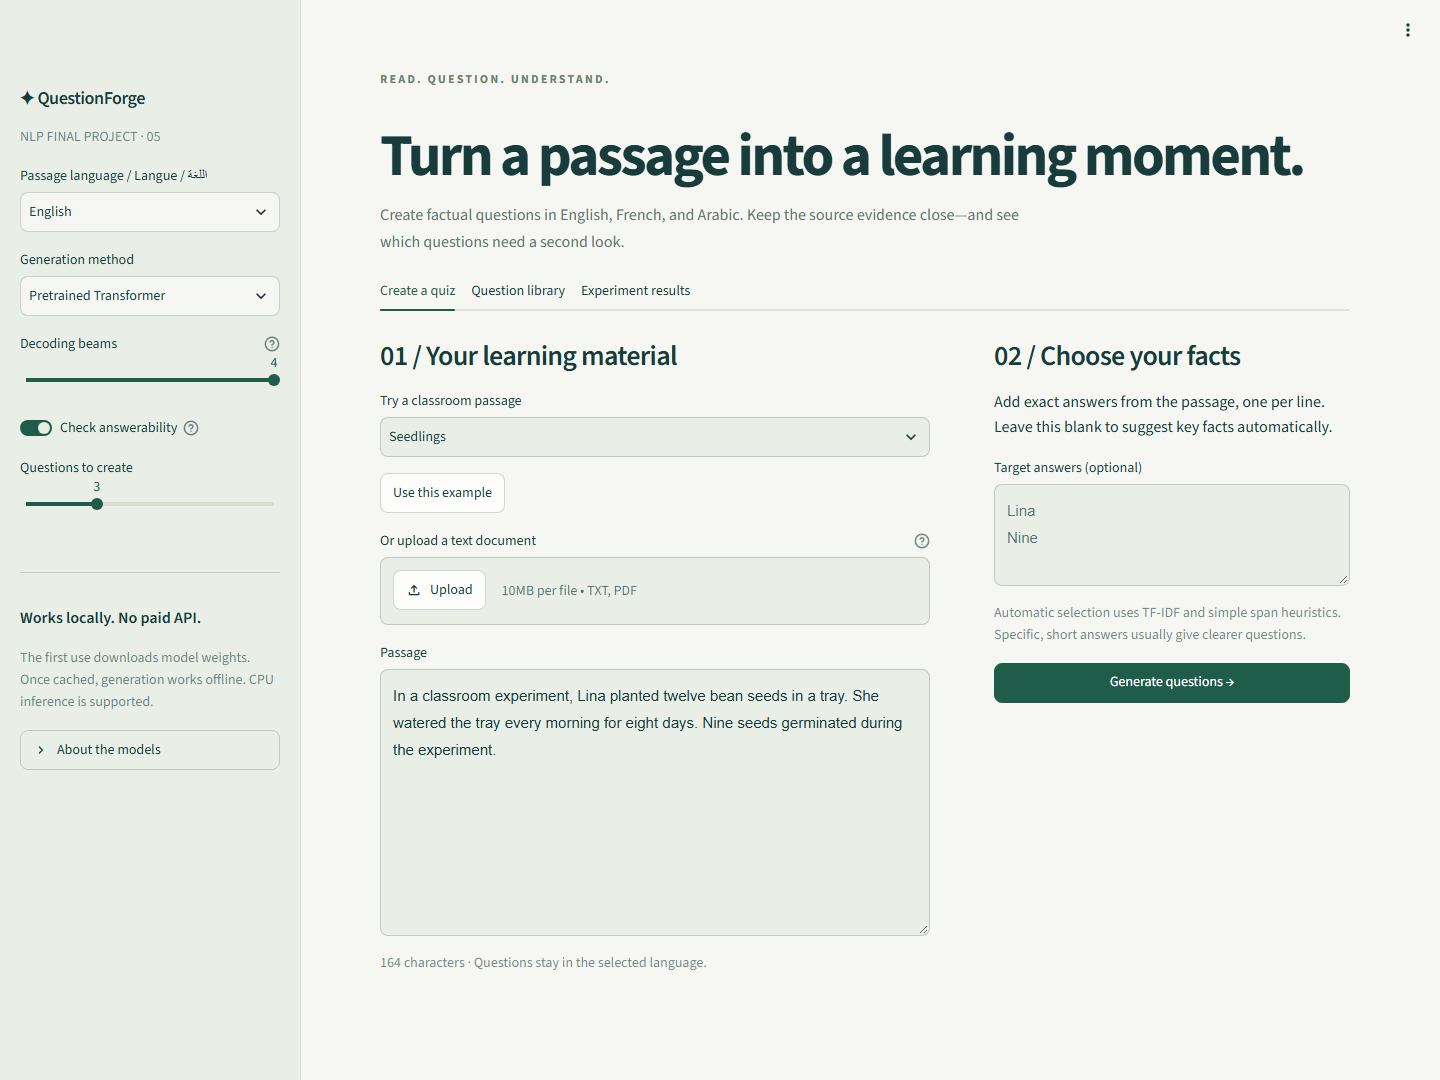 ✦ QuestionForge
NLP FINAL PROJECT · 05
Passage language / Langue / اللغة
English
Generation method
Pretrained Transformer
Decoding beams
4
Check answerability
Questions to create
3
Works locally. No paid API.
The first use downloads model weights.
Once cached, generation works offline. CPU
inference is supported.
About the models
READ. QUESTION. UNDERSTAND.
Turn a passage into a learning moment.
Create factual questions in English, French, and Arabic. Keep the source evidence close—and see
which questions need a second look.
Create a quiz
Question library
Experiment results
01 / Your learning material
Try a classroom passage
Seedlings
Use this example
Or upload a text document
Upload
10MB per file • TXT, PDF
Passage
In a classroom experiment, Lina planted twelve bean seeds in a tray. She
watered the tray every morning for eight days. Nine seeds germinated during
the experiment.
164 characters · Questions stay in the selected language.
02 / Choose your facts
Add exact answers from the passage, one per line.
Leave this blank to suggest key facts automatically.
Target answers (optional)
Lina
Nine
Automatic selection uses TF-IDF and simple span heuristics.
Specific, short answers usually give clearer questions.
Generate questions →